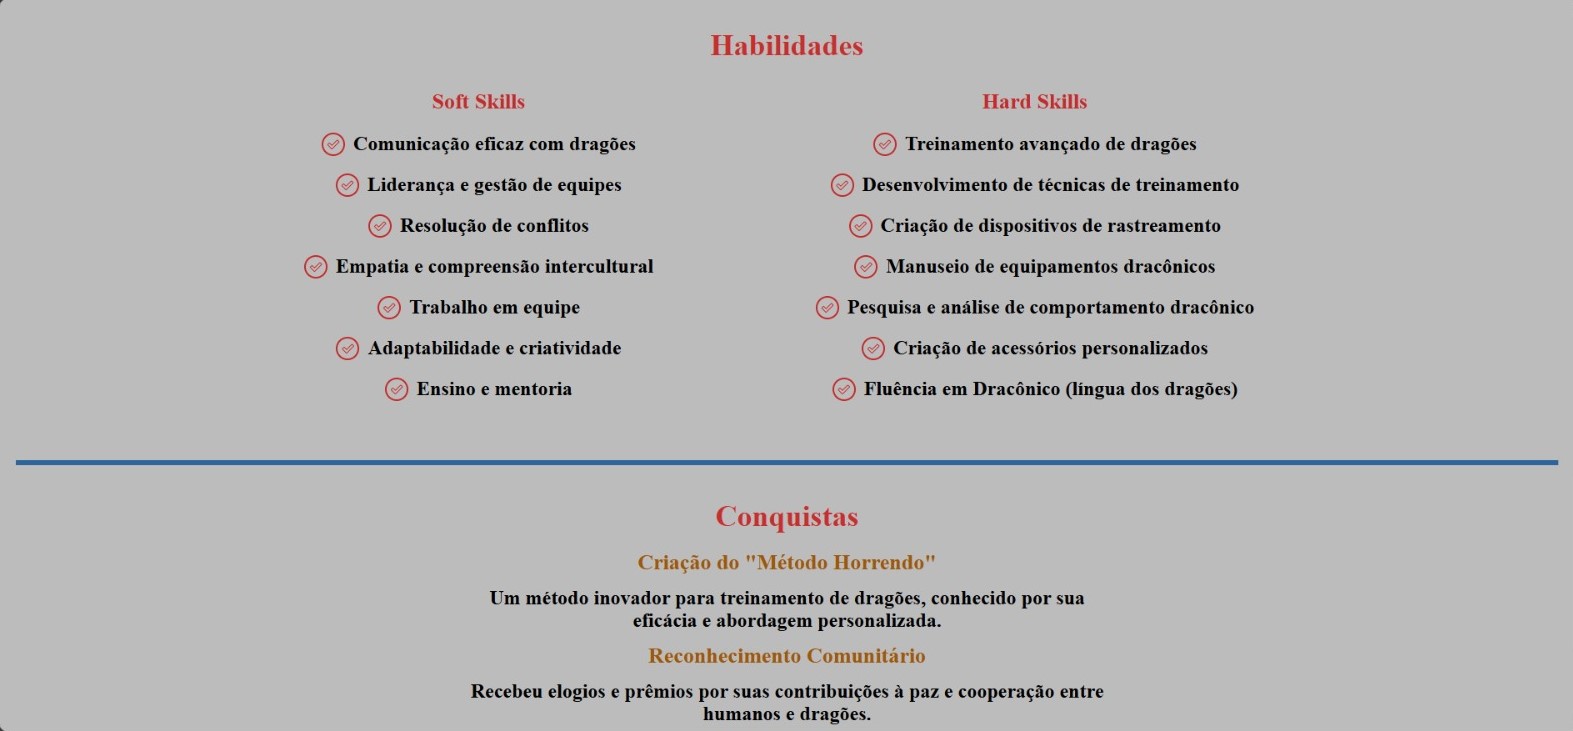 Habilidades
Soft Skills
Comunicação eficaz com dragões
Liderança e gestão de equipes
Resolução de conflitos
Empatia e compreensão intercultural
Trabalho em equipe
Adaptabilidade e criatividade
Ensino e mentoria
Hard Skills
Treinamento avançado de dragões
Desenvolvimento de técnicas de treinamento
Criação de dispositivos de rastreamento
Manuseio de equipamentos dracônicos
Pesquisa e análise de comportamento dracônico
Criação de acessórios personalizados
Fluência em Dracônico (língua dos dragões)
Conquistas
Criação do "Método Horrendo"
Um método inovador para treinamento de dragões, conhecido por sua
eficácia e abordagem personalizada.
Reconhecimento Comunitário
Recebeu elogios e prêmios por suas contribuições à paz e cooperação entre
humanos e dragões.